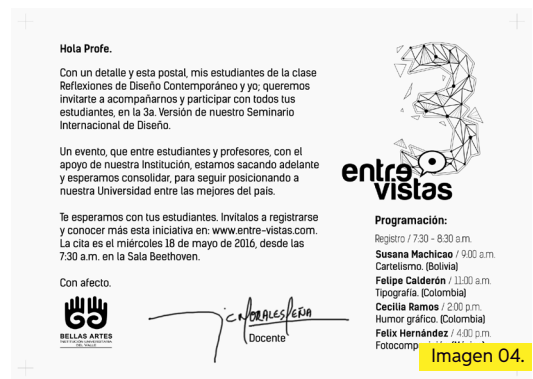 Hola Profe.
Con un detalle y esta postal, mis estudiantes de la clase
Reflexiones de Diseño Contemporáneo y yo; queremos
invitarte a acompañarnos y participar con todos tus
estudiantes, en la 3a. Versión de nuestro Seminario
Internacional de Diseño.
Un evento, que entre estudiantes y profesores, con el
apoyo de nuestra Institución, estamos sacando adelante
y esperamos consolidar, para seguir posicionando a
nuestra Universidad entre las mejores del país.
Te esperamos con tus estudiantes. Invítalos a registrarse
y conocer más esta iniciativa en: www.entre-vistas.com.
La cita es el miércoles 18 de mayo de 2016, desde las
7:30 a.m. en la Sala Beethoven.
Con afecto.
BELLAS ARTES
INSTITUCIÓN UNIVERSITARIA
DEL VALLE
Docente
3
entre
vistas
Programación:
Registro / 7:30 - 8:30 a.m.
Susana Machicao / 9:00 a.m.
Cartelismo. (Bolivia)
Felipe Calderón / 11:00 a.m.
Tipografía. (Colombia)
Cecilia Ramos / 2:00 p.m.
Humor gráfico. (Colombia)
Felix Hernández / 4:00 p.m.
Imagen 04.